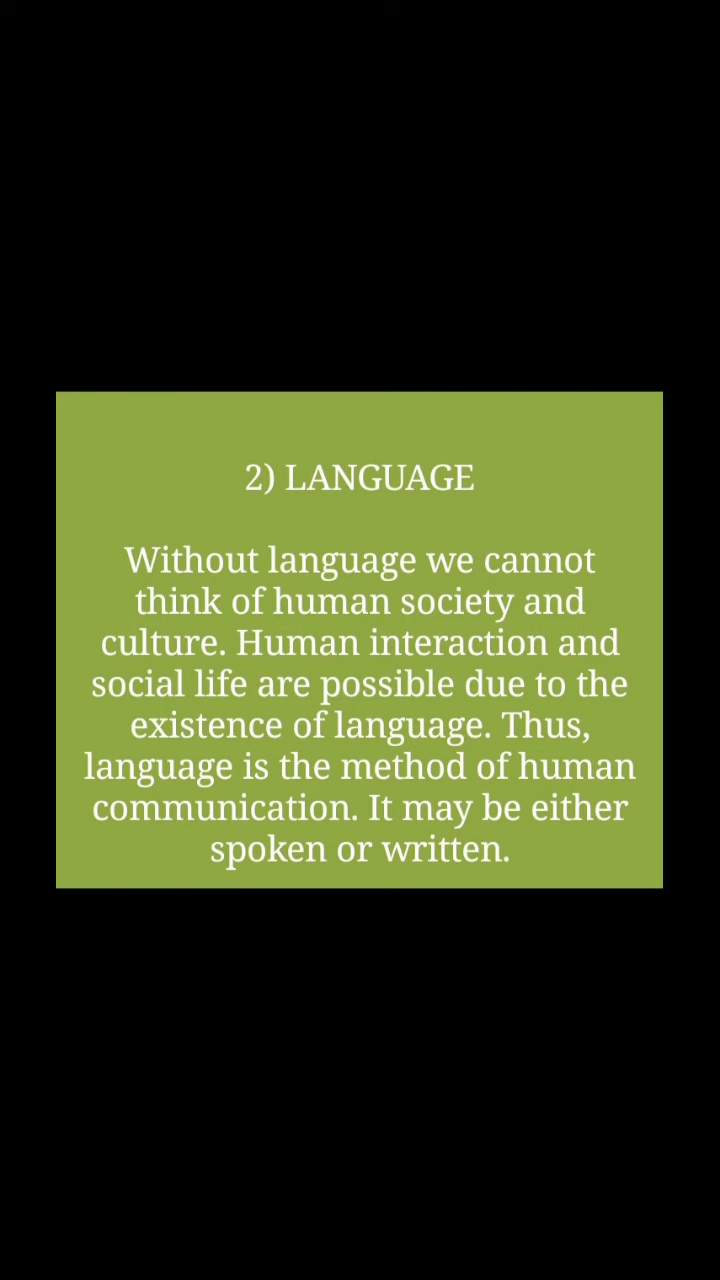 2) LANGUAGE
Without language we cannot
think of human society and
culture. Human interaction and
social life are possible due to the
existence of language. Thus,
language is the method of human
communication. It may be either
spoken or written.